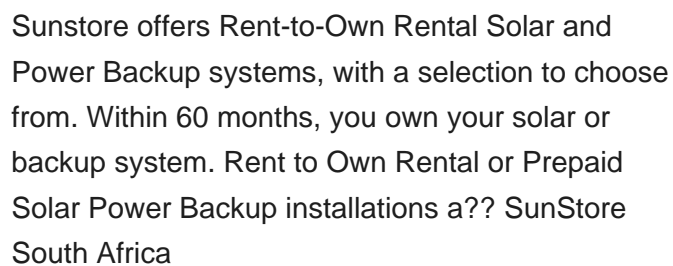 Sunstore offers Rent-to-Own Rental Solar and
Power Backup systems, with a selection to choose
from. Within 60 months, you own your solar or
backup system. Rent to Own Rental or Prepaid
Solar Power Backup installations a?? SunStore
South Africa